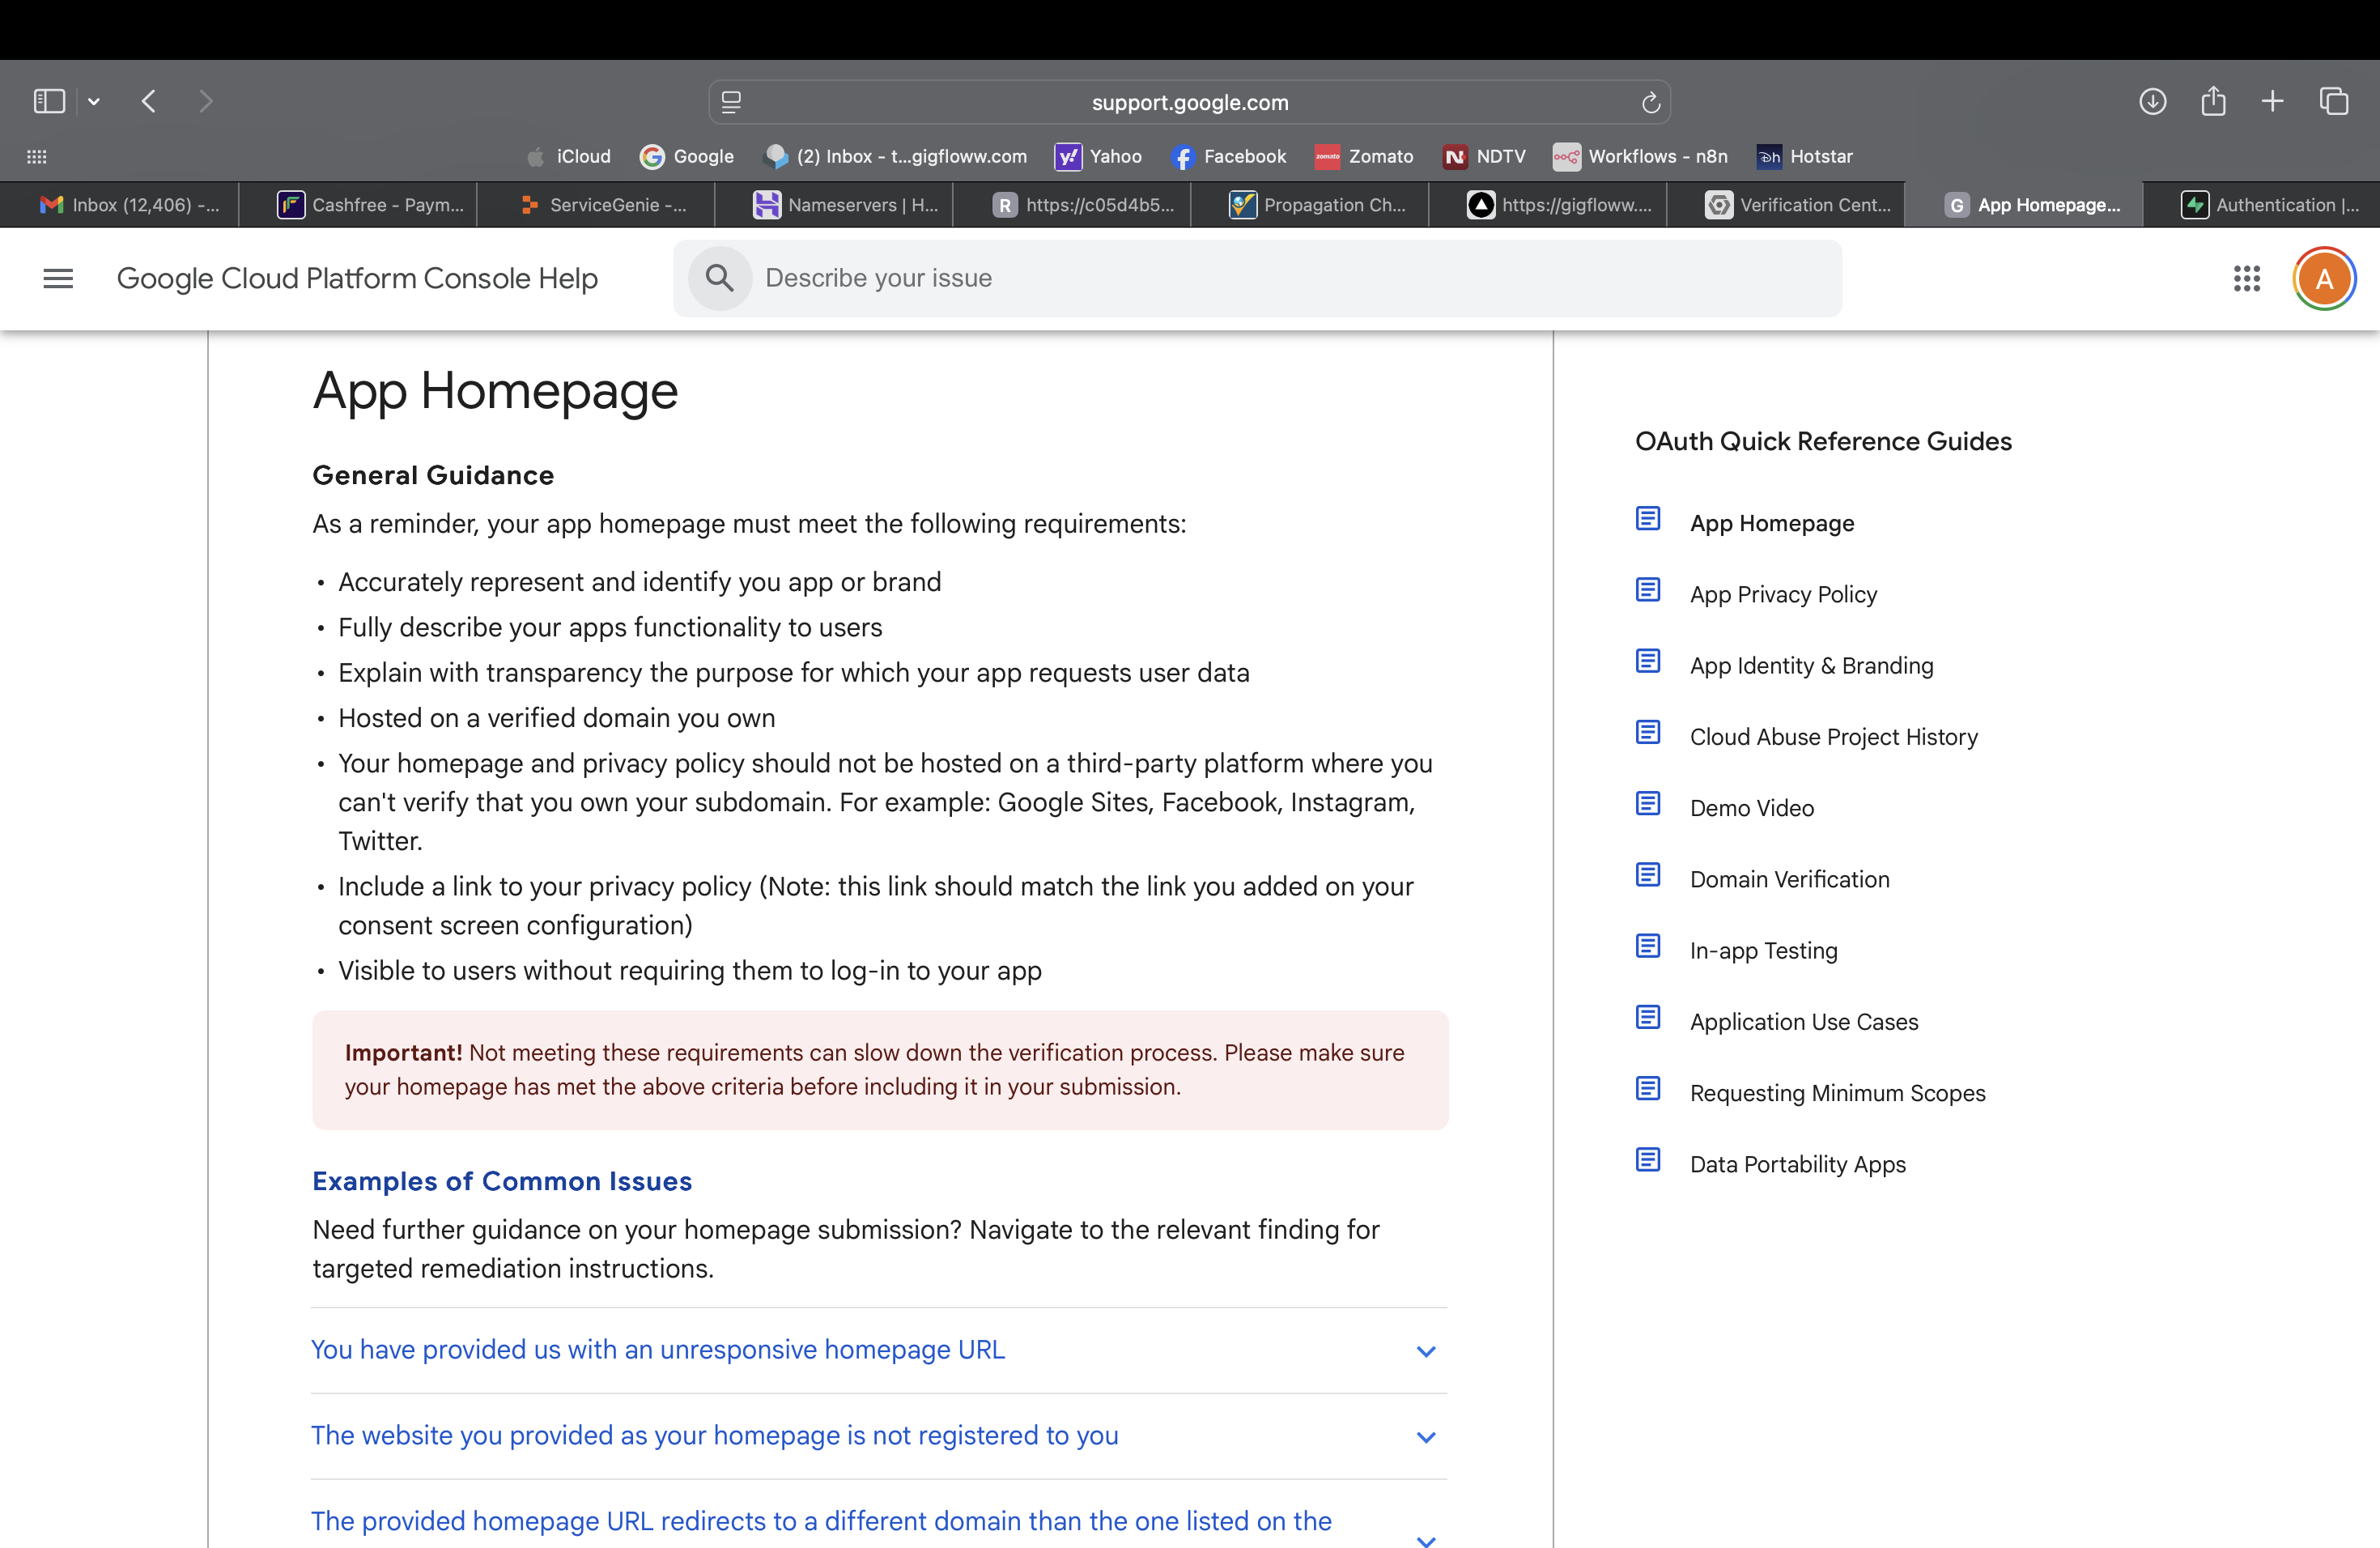 support.google.com
iCloud
Google
(2) Inbox - t...gigfloww.com
Yahoo
Facebook
Zomato
NDTV
Workflows - n8n
Hotstar
Inbox (12,406) -...
Cashfree - Paym...
ServiceGenie -...
Nameservers | H...
R
https://c05d4b5...
Propagation Ch...
https://gigfloww....
Verification Cent...
G
App Homepage...
Authentication |...
Google Cloud Platform Console Help
Describe your issue
A
App Homepage
General Guidance
As a reminder, your app homepage must meet the following requirements:
• Accurately represent and identify you app or brand
• Fully describe your apps functionality to users
• Explain with transparency the purpose for which your app requests user data
• Hosted on a verified domain you own
• Your homepage and privacy policy should not be hosted on a third-party platform where you
can't verify that you own your subdomain. For example: Google Sites, Facebook, Instagram,
Twitter.
• Include a link to your privacy policy (Note: this link should match the link you added on your
consent screen configuration)
• Visible to users without requiring them to log-in to your app
Important! Not meeting these requirements can slow down the verification process. Please make sure
your homepage has met the above criteria before including it in your submission.
Examples of Common Issues
Need further guidance on your homepage submission? Navigate to the relevant finding for
targeted remediation instructions.
You have provided us with an unresponsive homepage URL
The website you provided as your homepage is not registered to you
The provided homepage URL redirects to a different domain than the one listed on the
OAuth Quick Reference Guides
App Homepage
App Privacy Policy
App Identity & Branding
Cloud Abuse Project History
Demo Video
Domain Verification
In-app Testing
Application Use Cases
Requesting Minimum Scopes
Data Portability Apps